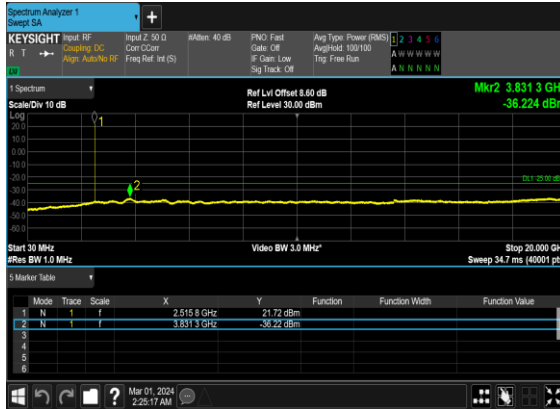 Spectrum Analyzer 1
Swept SA
KEYSIGHT Input: RF Input Z: 50 Ω #Atten: 40 dB PNO: Fast Avg Type: Power (RMS) 1 2 3 4 5 6
R T Coupling: DC Corr CCorr Gate: Off Avg|Hold: 100/100 A W W W W W
Align: Auto/No RF Freq Ref: Int (S) IF Gain: Low Trig: Free Run
LU Sig Track: Off A N N N N N
1 Spectrum Ref Lvl Offset 8.60 dB Mkr2 3.831 3 GH
Scale/Div 10 dB Ref Level 30.00 dBm -36.224 dB
Log
1
20.0
10.0
0.00
-10.0
-20.0
DL1 -25.00 dB
-30.0
2
-40.0
-50.0
-60.0
Start 30 MHz Video BW 3.0 MHz* Stop 20.000 GH
#Res BW 1.0 MHz Sweep 34.7 ms (40001 pt
5 Marker Table
Mode Trace Scale X Y Function Function Width Function Value
1 N 1 f 2.515 8 GHz 21.72 dBm
2 N 1 f 3.831 3 GHz -36.22 dBm
3
4
5
6
? Mar 01, 2024
2:25:17 AM